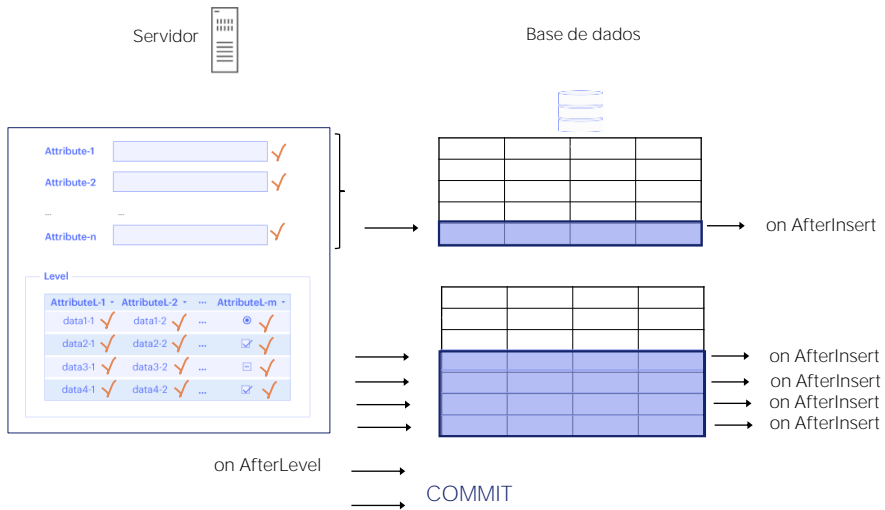 Servidor
Base de dados
Attribute-1
Attribute-2
... ...
Attribute-n
on AfterInsert
Level
AttributeL-1 AttributeL-2 ... AttributeL-m
data1-1 data1-2 ...
data2-1 data2-2 ...
data3-1 data3-2 ...
data4-1 data4-2 ...
on AfterInsert
on AfterInsert
on AfterInsert
on AfterInsert
on AfterLevel
COMMIT